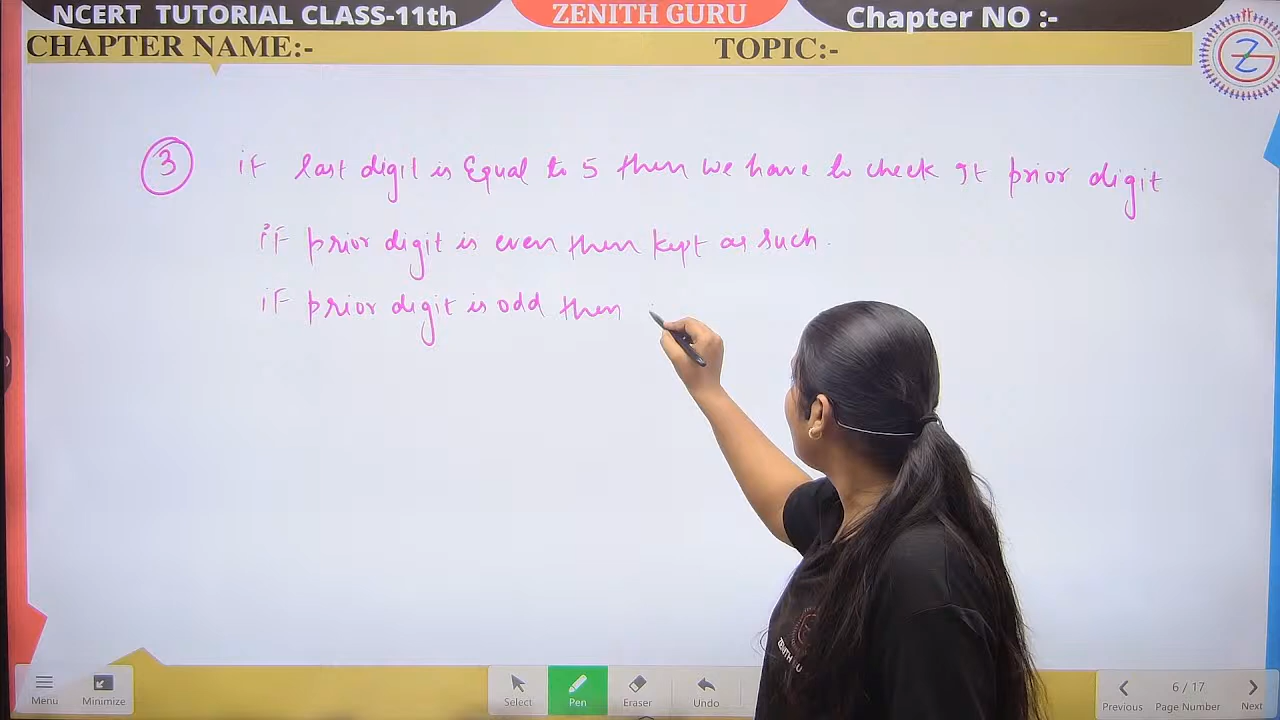 NCERT TUTORIAL CLASS-11th
ZENITH GURU
Chapter NO :-
CHAPTER NAME:-
TOPIC:-
3 if last digit is Equal to 5 then we have to check It prior digit
if prior digit is even then kept as such.
if prior digit is odd then
Menu
Minimize
Select
Pen
Eraser
Undo
Previous
6 / 17
Page Number
Next